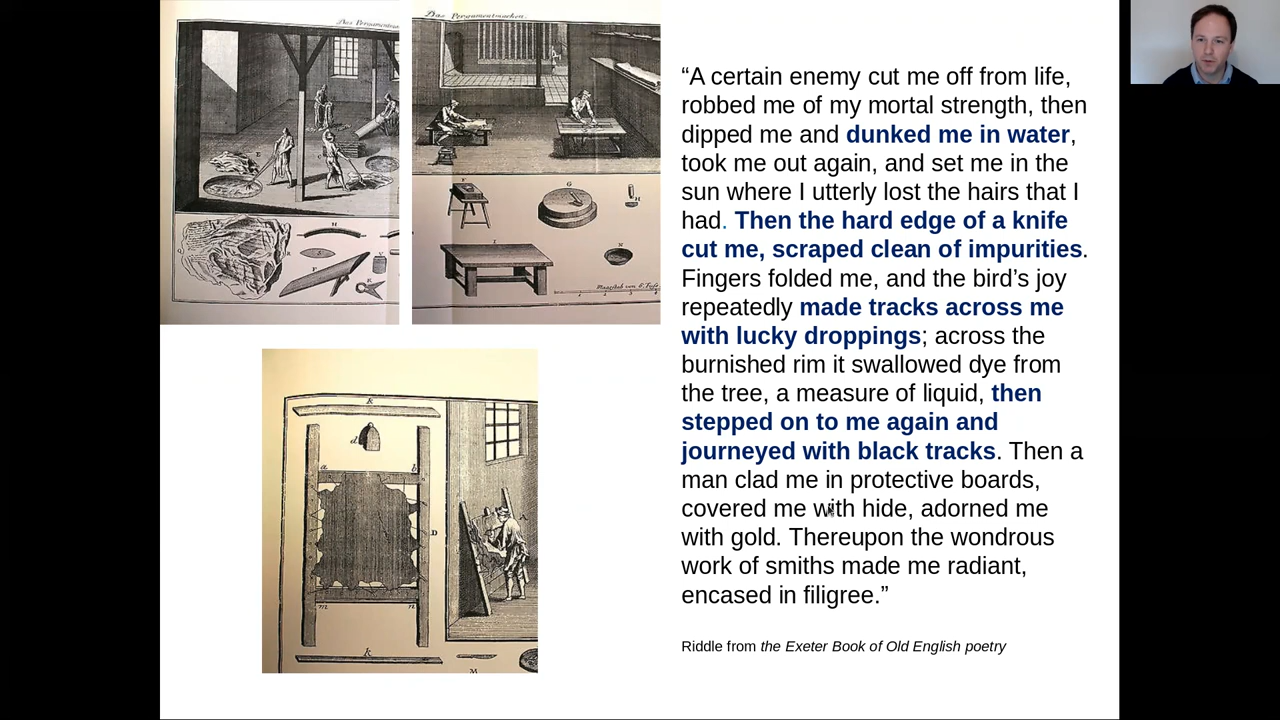 Das Pergamentmachen.
"A certain enemy cut me off from life,
robbed me of my mortal strength, then
dipped me and dunked me in water,
took me out again, and set me in the
sun where I utterly lost the hairs that I
had. Then the hard edge of a knife
cut me, scraped clean of impurities.
Fingers folded me, and the bird's joy
repeatedly made tracks across me
with lucky droppings; across the
burnished rim it swallowed dye from
the tree, a measure of liquid, then
stepped on to me again and
journeyed with black tracks. Then a
man clad me in protective boards,
covered me with hide, adorned me
with gold. Thereupon the wondrous
work of smiths made me radiant,
encased in filigree."
Riddle from the Exeter Book of Old English poetry